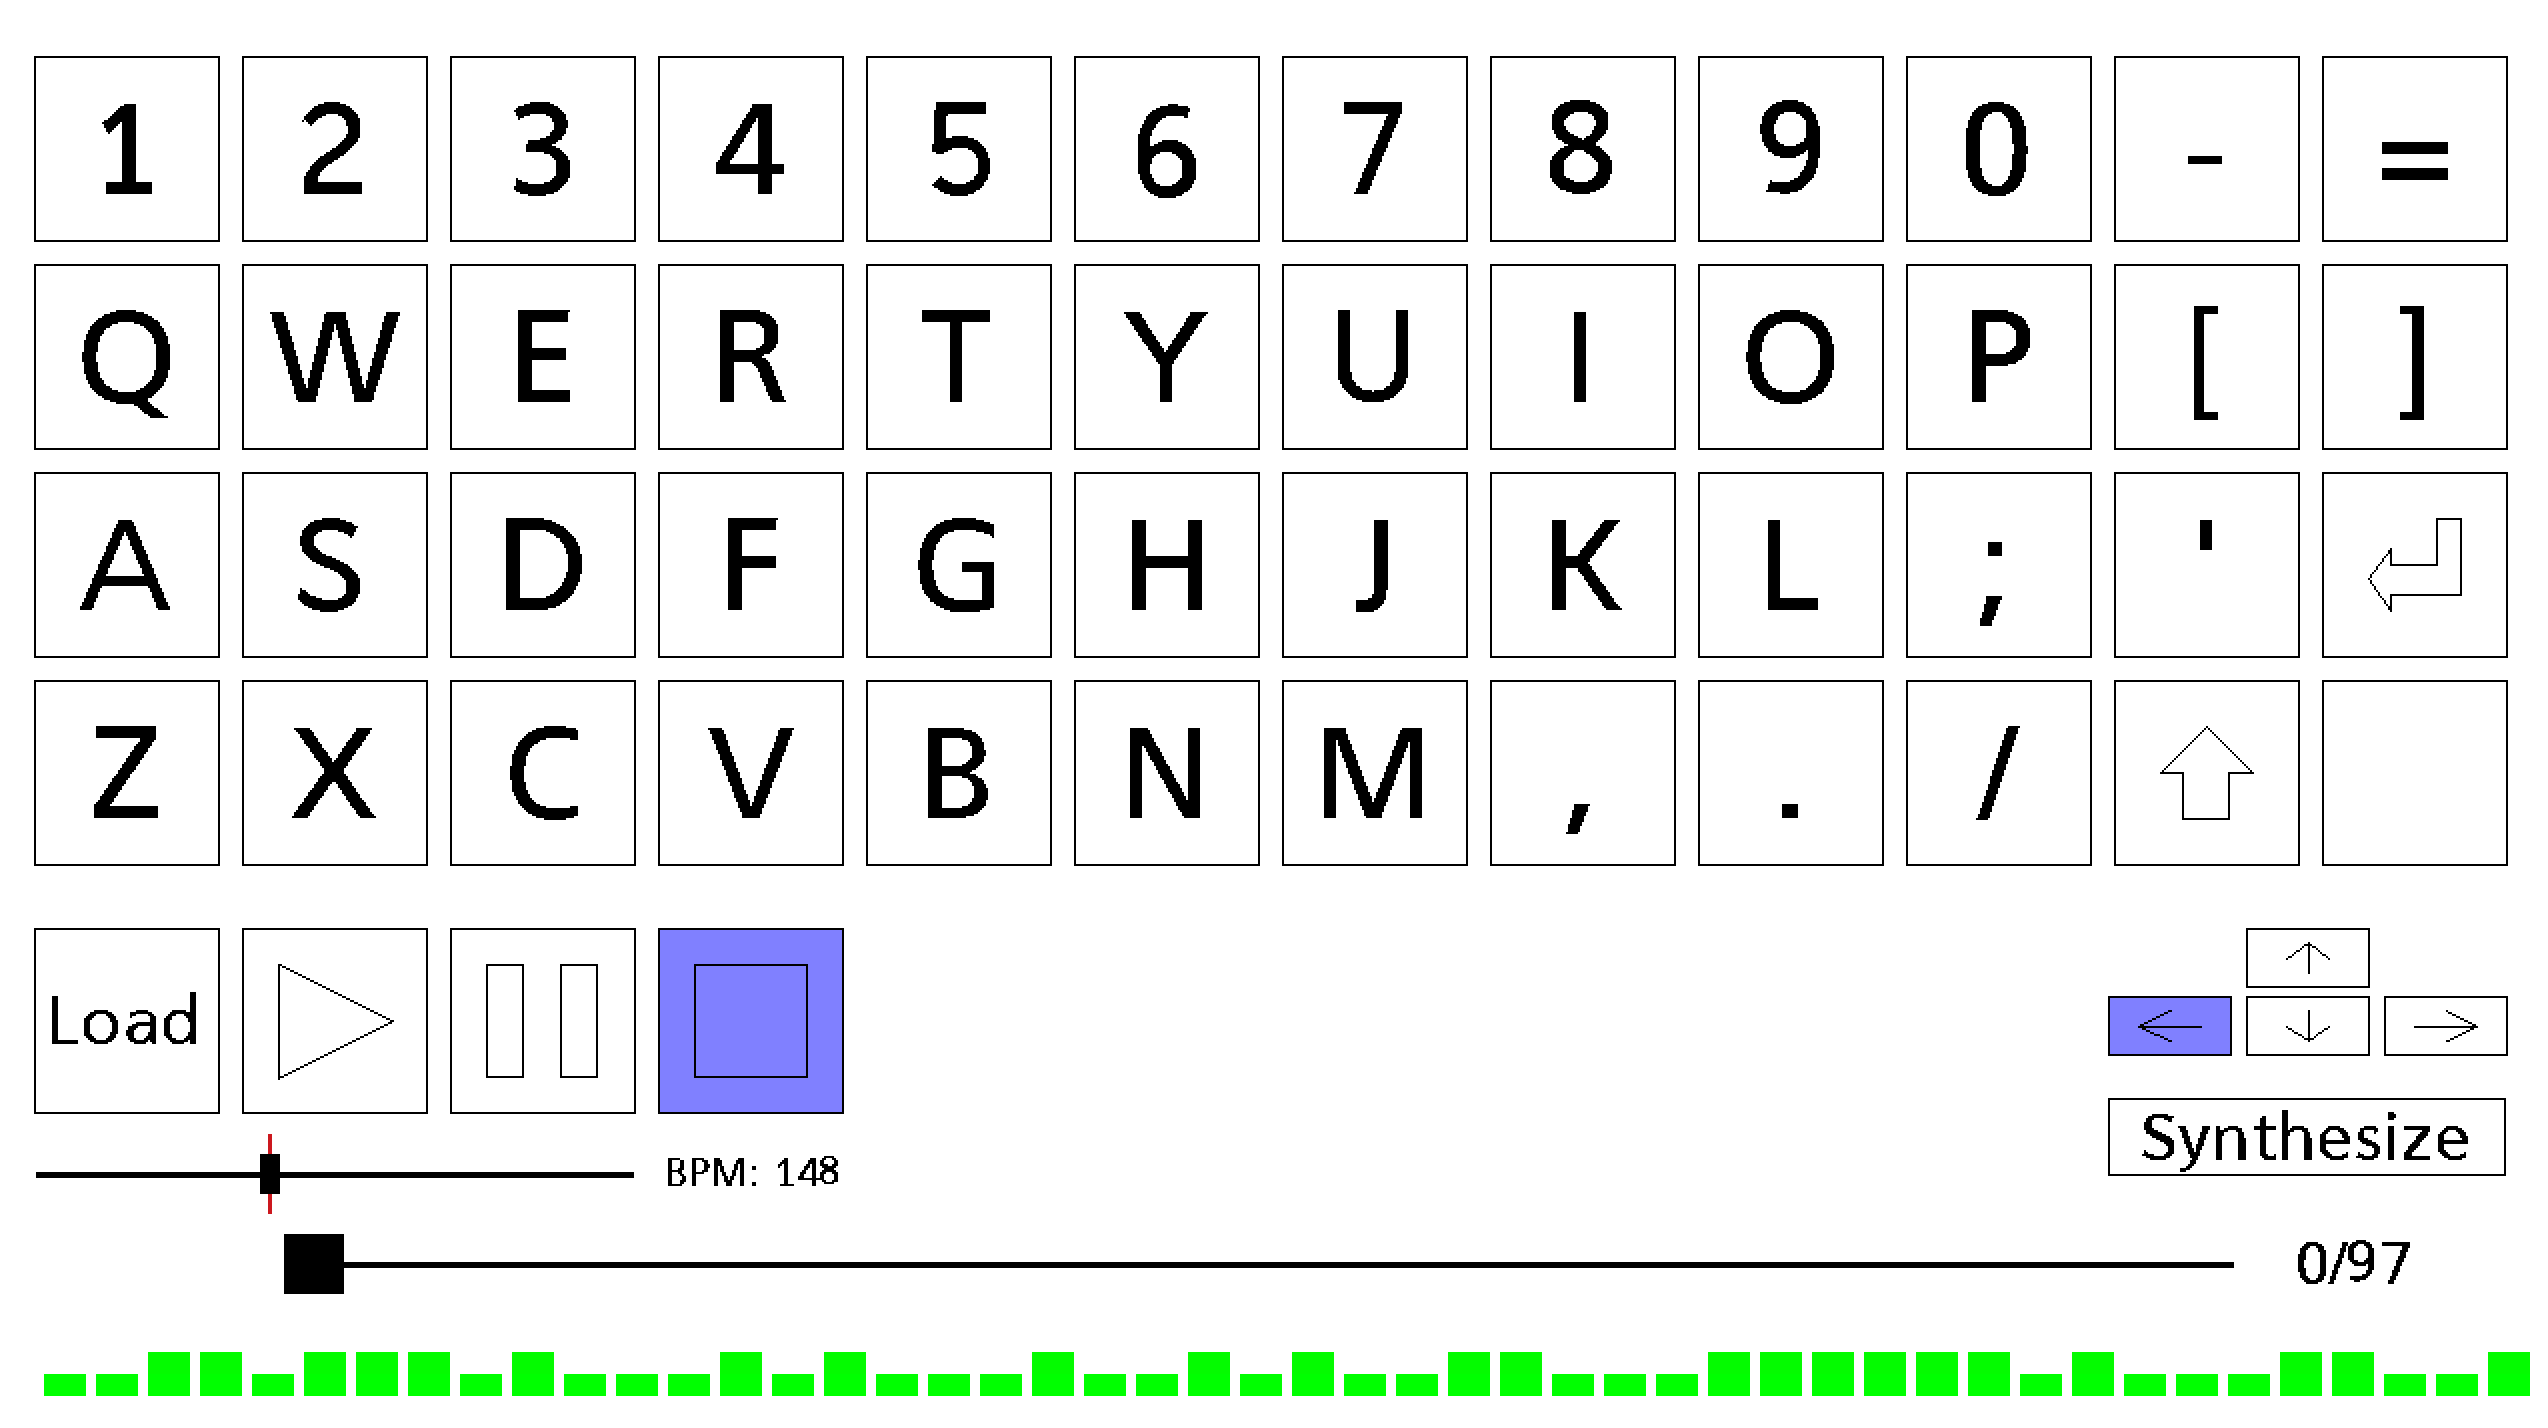 1 2 3 4 5 6 7 8 9 0 - =
Q W E R T Y U I O P [ ]
A S D F G H J K L ; '
Z X C V B N M , . /
Load
Synthesize
BPM: 148
0/97